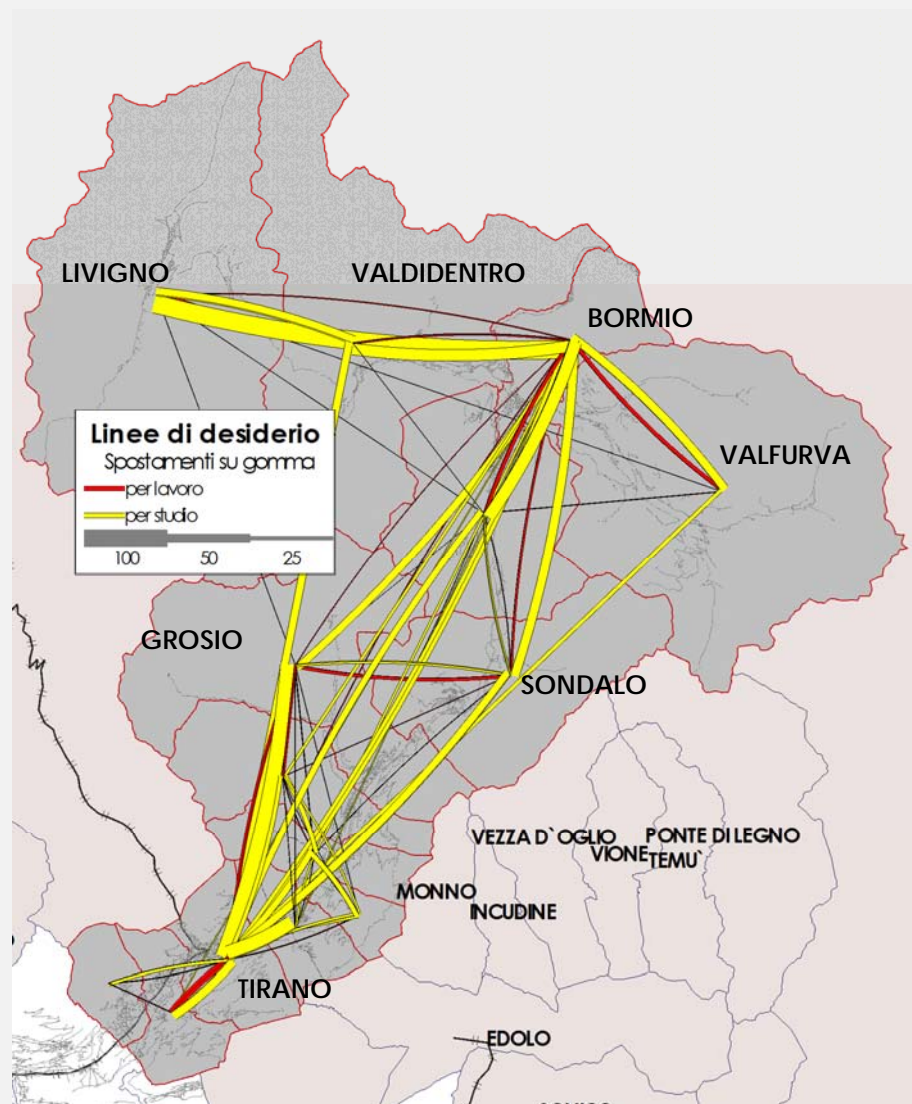 LIVIGNO
VALDIDENTRO
BORMIO
Linee di desiderio
Spostamenti su gomma
per lavoro
per studio
100 50 25
VALFURVA
GROSIO
SONDALO
VEZZA D`OGLIO
VIONE
PONTE DI LEGNO
TEMU`
MONNO
INCUDINE
TIRANO
EDOLO